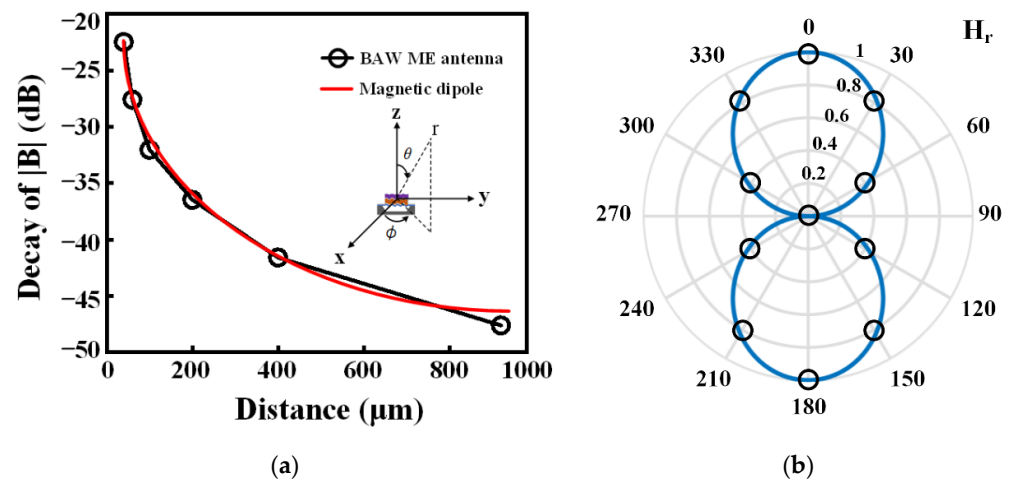 −20
−25
−30
−35
−40
−45
−50
Decay of |B| (dB)
BAW ME antenna
Magnetic dipole
z
r
θ
y
ϕ
x
0
200
400
600
800
1000
Distance (μm)
(a)
H_r
0
30
60
90
120
150
180
210
240
270
300
330
1
0.8
0.6
0.4
0.2
(b)